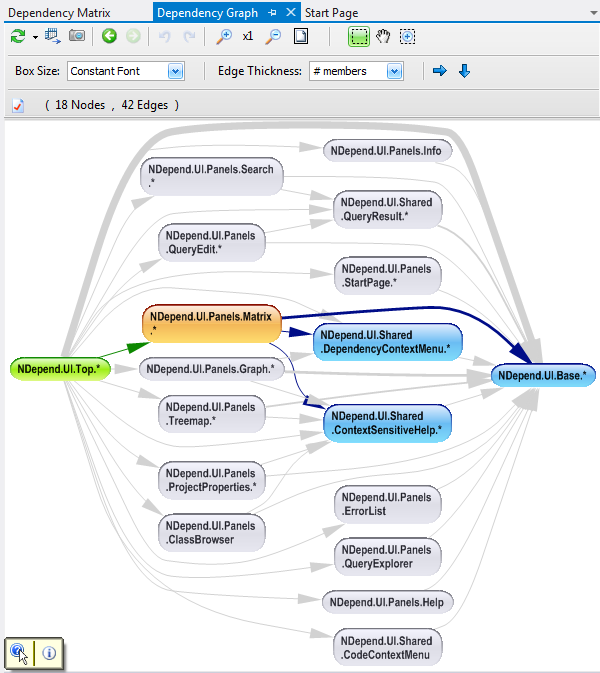 Dependency Matrix
Dependency Graph
Start Page
x1
Box Size:
Constant Font
Edge Thickness:
# members
( 18 Nodes , 42 Edges )
NDepend.UI.Panels.Info
NDepend.UI.Panels.Search
.*
NDepend.UI.Shared
.QueryResult.*
NDepend.UI.Panels
.QueryEdit.*
NDepend.UI.Panels
.StartPage.*
NDepend.UI.Panels.Matrix
.*
NDepend.UI.Shared
.DependencyContextMenu.*
NDepend.UI.Top.*
NDepend.UI.Panels.Graph.*
NDepend.UI.Base.*
NDepend.UI.Panels
.Treemap.*
NDepend.UI.Shared
.ContextSensitiveHelp.*
NDepend.UI.Panels
.ProjectProperties.*
NDepend.UI.Panels
.ErrorList
NDepend.UI.Panels
.ClassBrowser
NDepend.UI.Panels
.QueryExplorer
NDepend.UI.Panels.Help
NDepend.UI.Shared
.CodeContextMenu